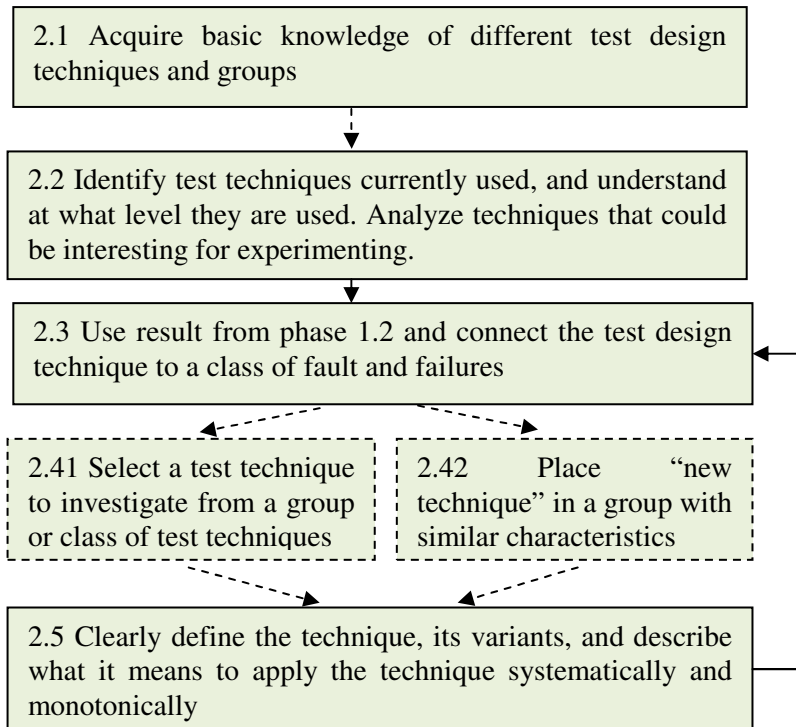 2.1 Acquire basic knowledge of different test design
techniques and groups
2.2 Identify test techniques currently used, and understand
at what level they are used. Analyze techniques that could
be interesting for experimenting.
2.3 Use result from phase 1.2 and connect the test design
technique to a class of fault and failures
2.41 Select a test technique
to investigate from a group
or class of test techniques
2.42 Place “new
technique” in a group with
similar characteristics
2.5 Clearly define the technique, its variants, and describe
what it means to apply the technique systematically and
monotonically